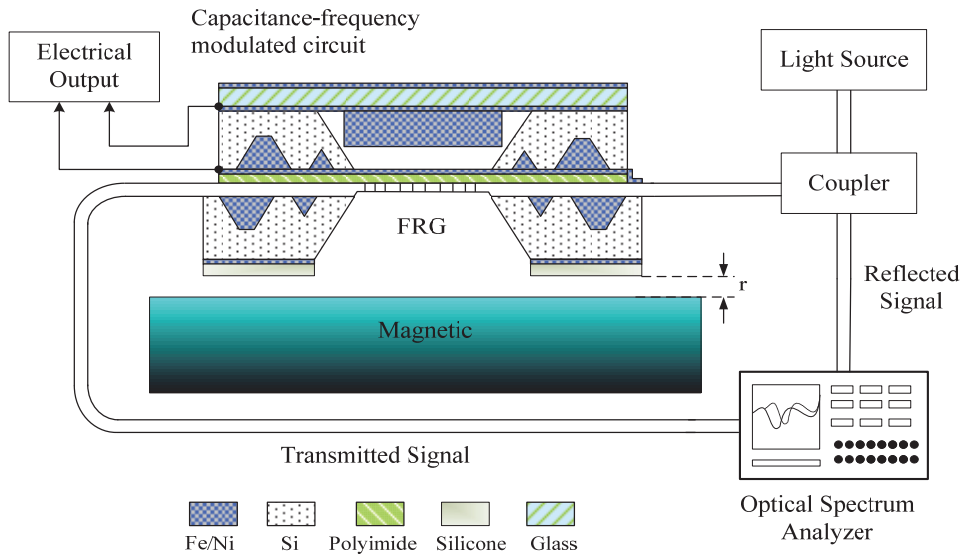 Capacitance-frequency
modulated circuit
Electrical
Output
Light Source
Coupler
FRG
r
Reflected
Signal
Magnetic
Transmitted Signal
Optical Spectrum
Analyzer
Fe/Ni
Si
Polyimide
Silicone
Glass